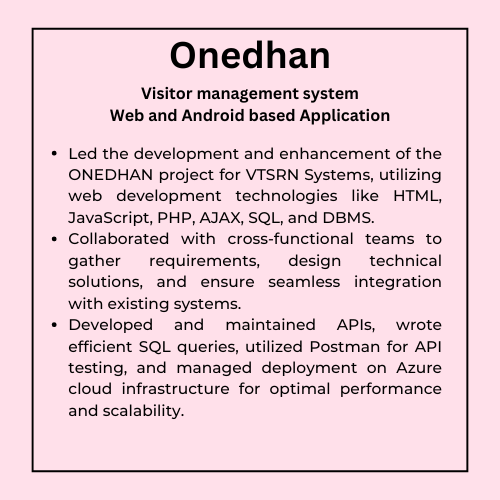 Onedhan
Visitor management system
Web and Android based Application
• Led the development and enhancement of the
ONEDHAN project for VTSRN Systems, utilizing
web development technologies like HTML,
JavaScript, PHP, AJAX, SQL, and DBMS.
• Collaborated with cross-functional teams to
gather requirements, design technical
solutions, and ensure seamless integration
with existing systems.
• Developed and maintained APIs, wrote
efficient SQL queries, utilized Postman for API
testing, and managed deployment on Azure
cloud infrastructure for optimal performance
and scalability.